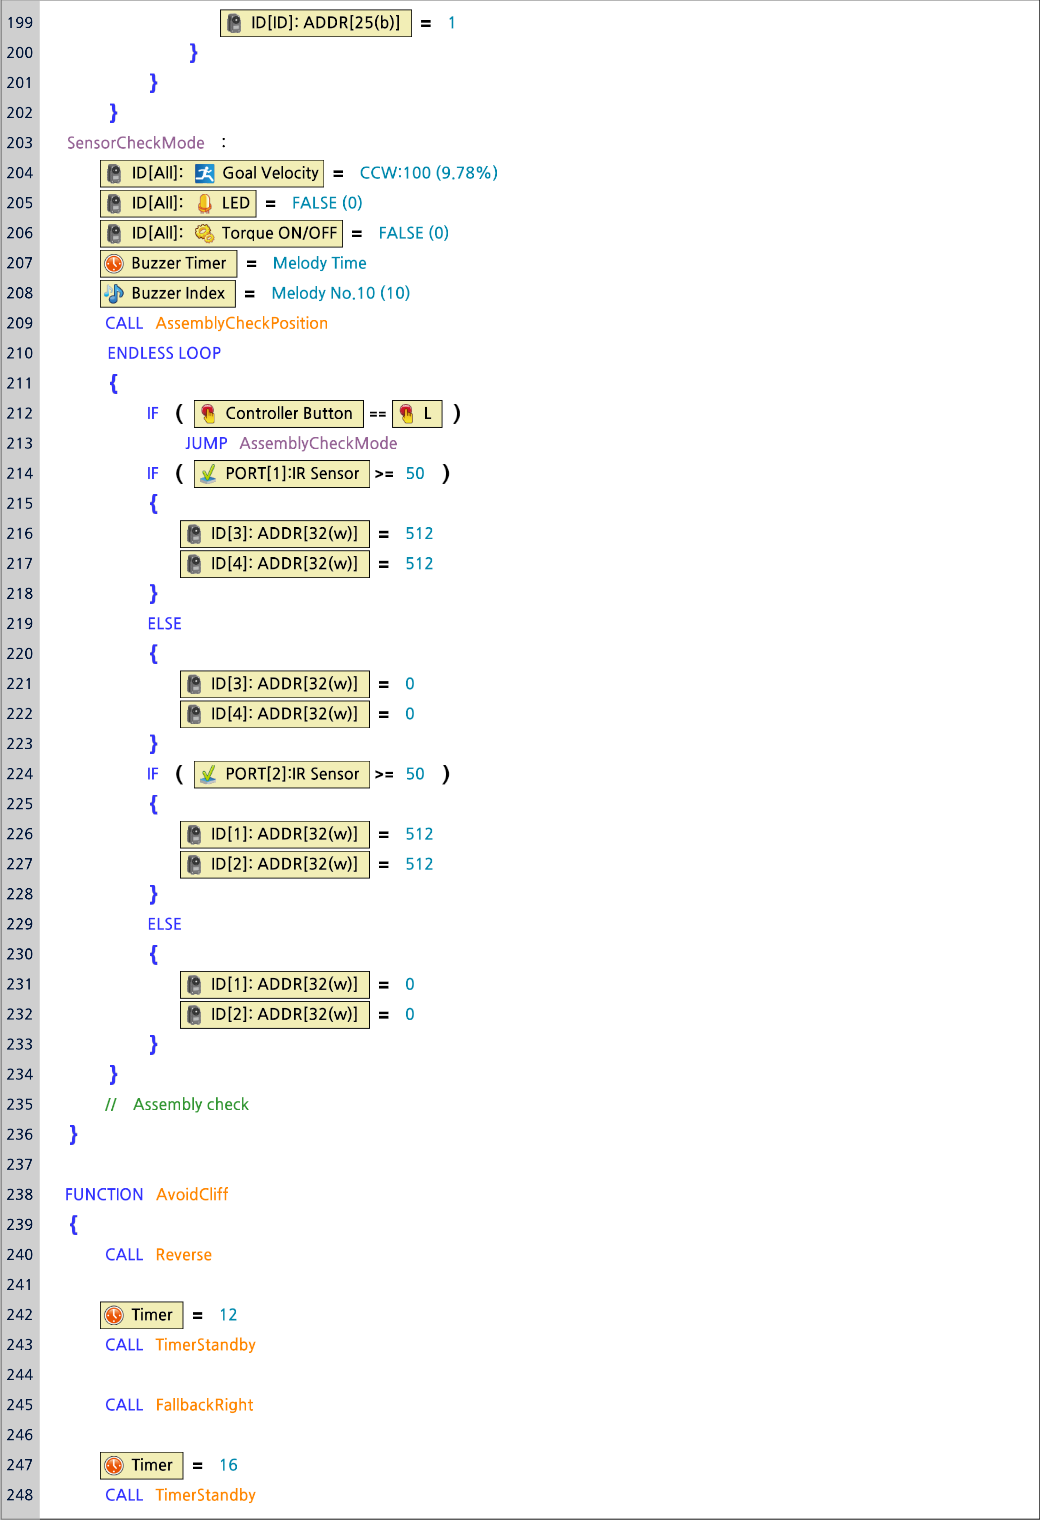 199 ID[ID]: ADDR[25(b)] = 1
200 }
201 }
202 }
203 SensorCheckMode :
204 ID[All]: Goal Velocity = CCW:100 (9.78%)
205 ID[All]: LED = FALSE (0)
206 ID[All]: Torque ON/OFF = FALSE (0)
207 Buzzer Timer = Melody Time
208 Buzzer Index = Melody No.10 (10)
209 CALL AssemblyCheckPosition
210 ENDLESS LOOP
211 {
212 IF ( Controller Button == L )
213 JUMP AssemblyCheckMode
214 IF ( PORT[1]:IR Sensor >= 50 )
215 {
216 ID[3]: ADDR[32(w)] = 512
217 ID[4]: ADDR[32(w)] = 512
218 }
219 ELSE
220 {
221 ID[3]: ADDR[32(w)] = 0
222 ID[4]: ADDR[32(w)] = 0
223 }
224 IF ( PORT[2]:IR Sensor >= 50 )
225 {
226 ID[1]: ADDR[32(w)] = 512
227 ID[2]: ADDR[32(w)] = 512
228 }
229 ELSE
230 {
231 ID[1]: ADDR[32(w)] = 0
232 ID[2]: ADDR[32(w)] = 0
233 }
234 }
235 // Assembly check
236 }
237
238 FUNCTION AvoidCliff
239 {
240 CALL Reverse
241
242 Timer = 12
243 CALL TimerStandby
244
245 CALL FallbackRight
246
247 Timer = 16
248 CALL TimerStandby